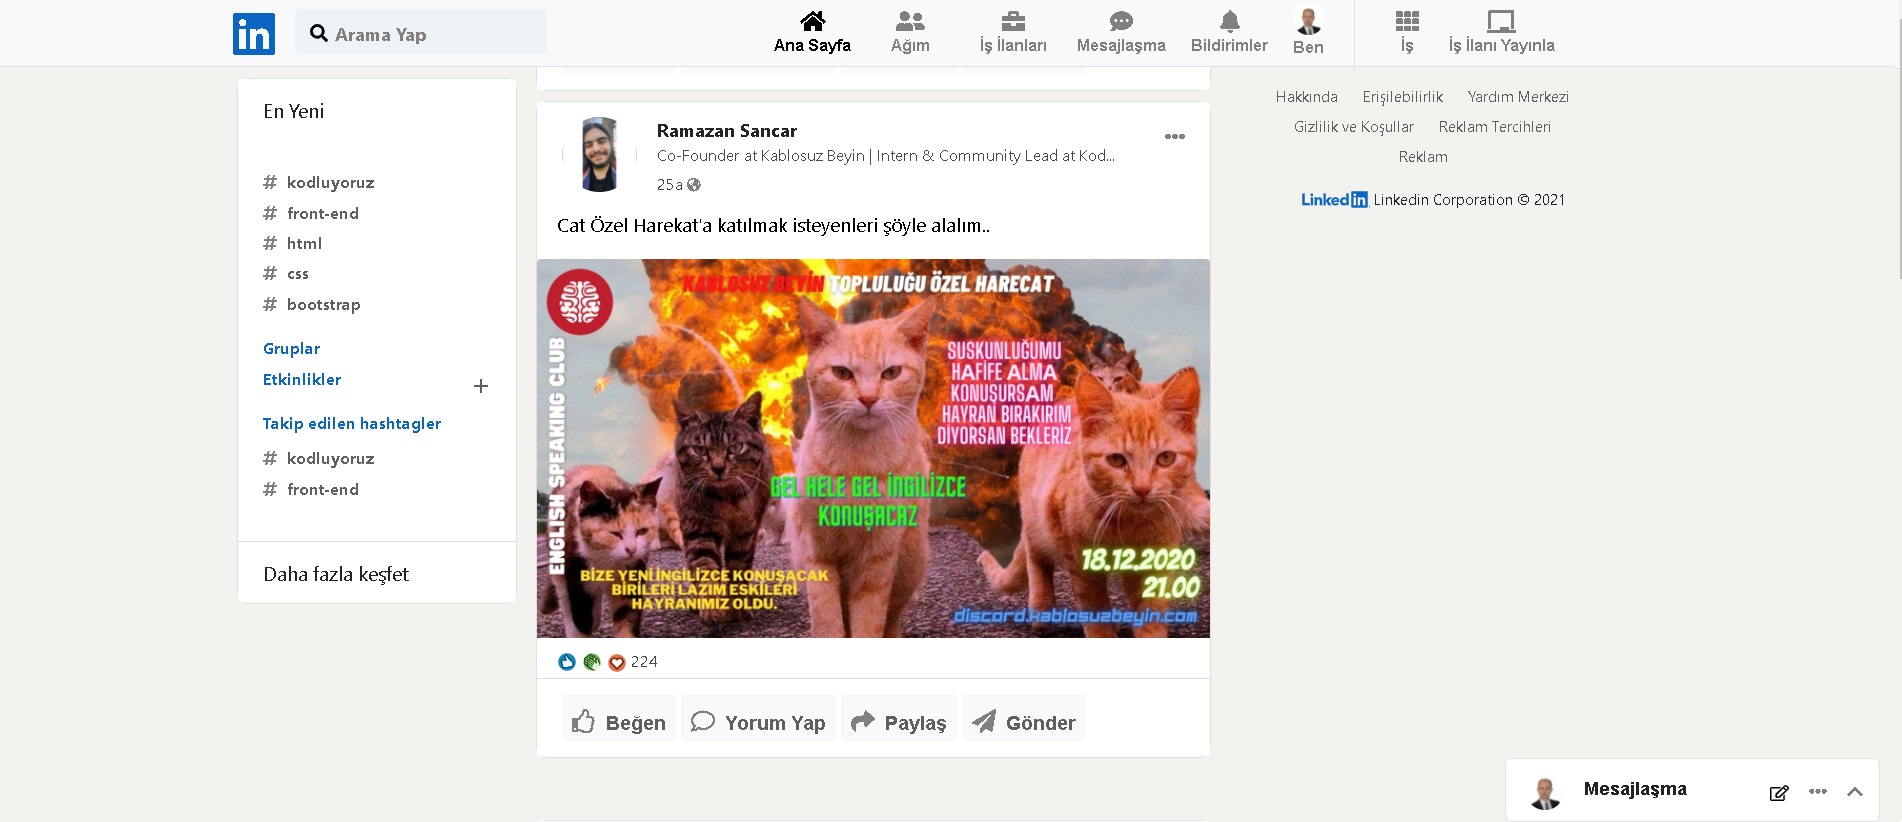 in
Arama Yap
Ana Sayfa
Ağım
İş İlanları
Mesajlaşma
Bildirimler
Ben
İş
İş İlanı Yayınla
En Yeni
# kodluyoruz
# front-end
# html
# css
# bootstrap
Gruplar
Etkinlikler
+
Takip edilen hashtagler
# kodluyoruz
# front-end
Daha fazla keşfet
Ramazan Sancar
Co-Founder at Kablosuz Beyin | Intern & Community Lead at Kod...
25a
Cat Özel Harekat'a katılmak isteyenleri şöyle alalım..
KABLOSUZ BEYİN TOPLULUĞU ÖZEL HARECAT
ENGLISH SPEAKING CLUB
SUSKUNLUĞUMU
HAFİFE ALMA
KONUŞURSAM
HAYRAN BIRAKIRIM
DİYORSAN BEKLERİZ
GEL HELE GEL İNGİLİZCE
KONUŞACAZ
BİZE YENİ İNGİLİZCE KONUŞACAK
BİRİLERİ LAZIM ESKİLERİ
HAYRANIMIZ OLDU.
18.12.2020
21.00
discord.kablosuzbeyin.com
224
Beğen
Yorum Yap
Paylaş
Gönder
Hakkında Erişilebilirlik Yardım Merkezi
Gizlilik ve Koşullar Reklam Tercihleri
Reklam
Linkedin Linkedin Corporation © 2021
Mesajlaşma